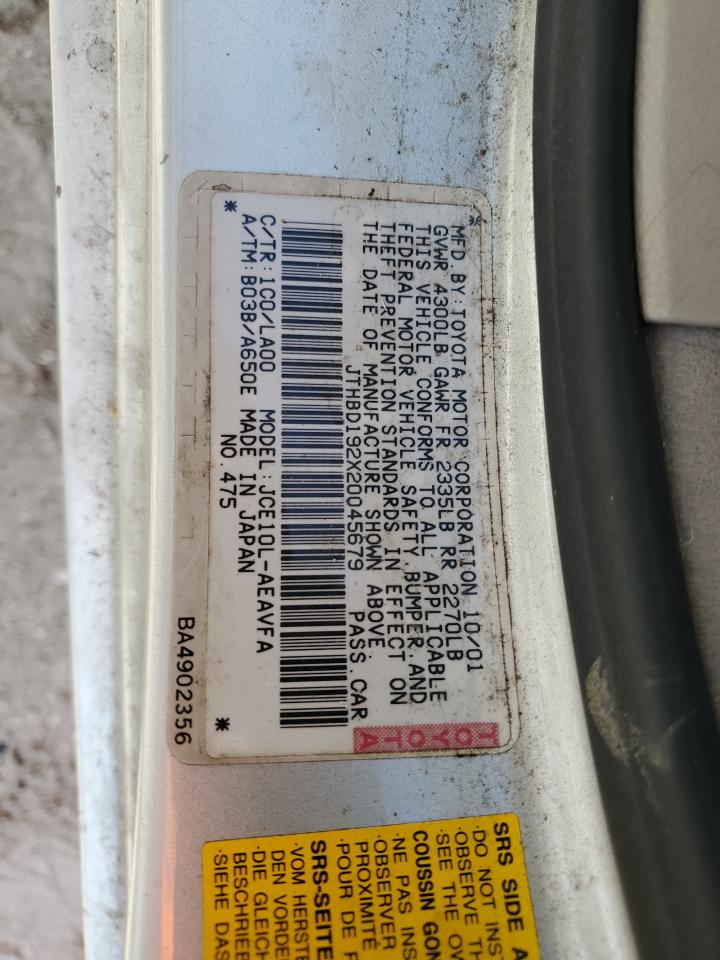 MFD.BY:TOYOTA MOTOR CORPORATION 10/01
GVWR 4300LB GAWR FR 2335LB RR 2270LB
THIS VEHICLE CONFORMS TO ALL APPLICABLE
FEDERAL MOTOR VEHICLE SAFETY,BUMPER,AND
THEFT PREVENTION STANDARDS IN EFFECT ON
THE DATE OF MANUFACTURE SHOWN ABOVE.
JTHBD192X20045679 PASS.CAR
TOYOTA
C/TR:1C0/LA00 MODEL:JCE10L-AEAVFA
A/TM:B03B/A650E MADE IN JAPAN
NO.475
BA4902356
SRS SIDE A
·DO NOT INS
·OBSERVE TH
·SEE THE OV
COUSSIN GON
·NE PAS INS
·OBSERVER
PROXIMITÉ
·POUR DE
SRS-SEITE
·VOM HERSTE
DEN VORDE
·DIE GLEICH
BESCHRIEB
·SIEHE DAS